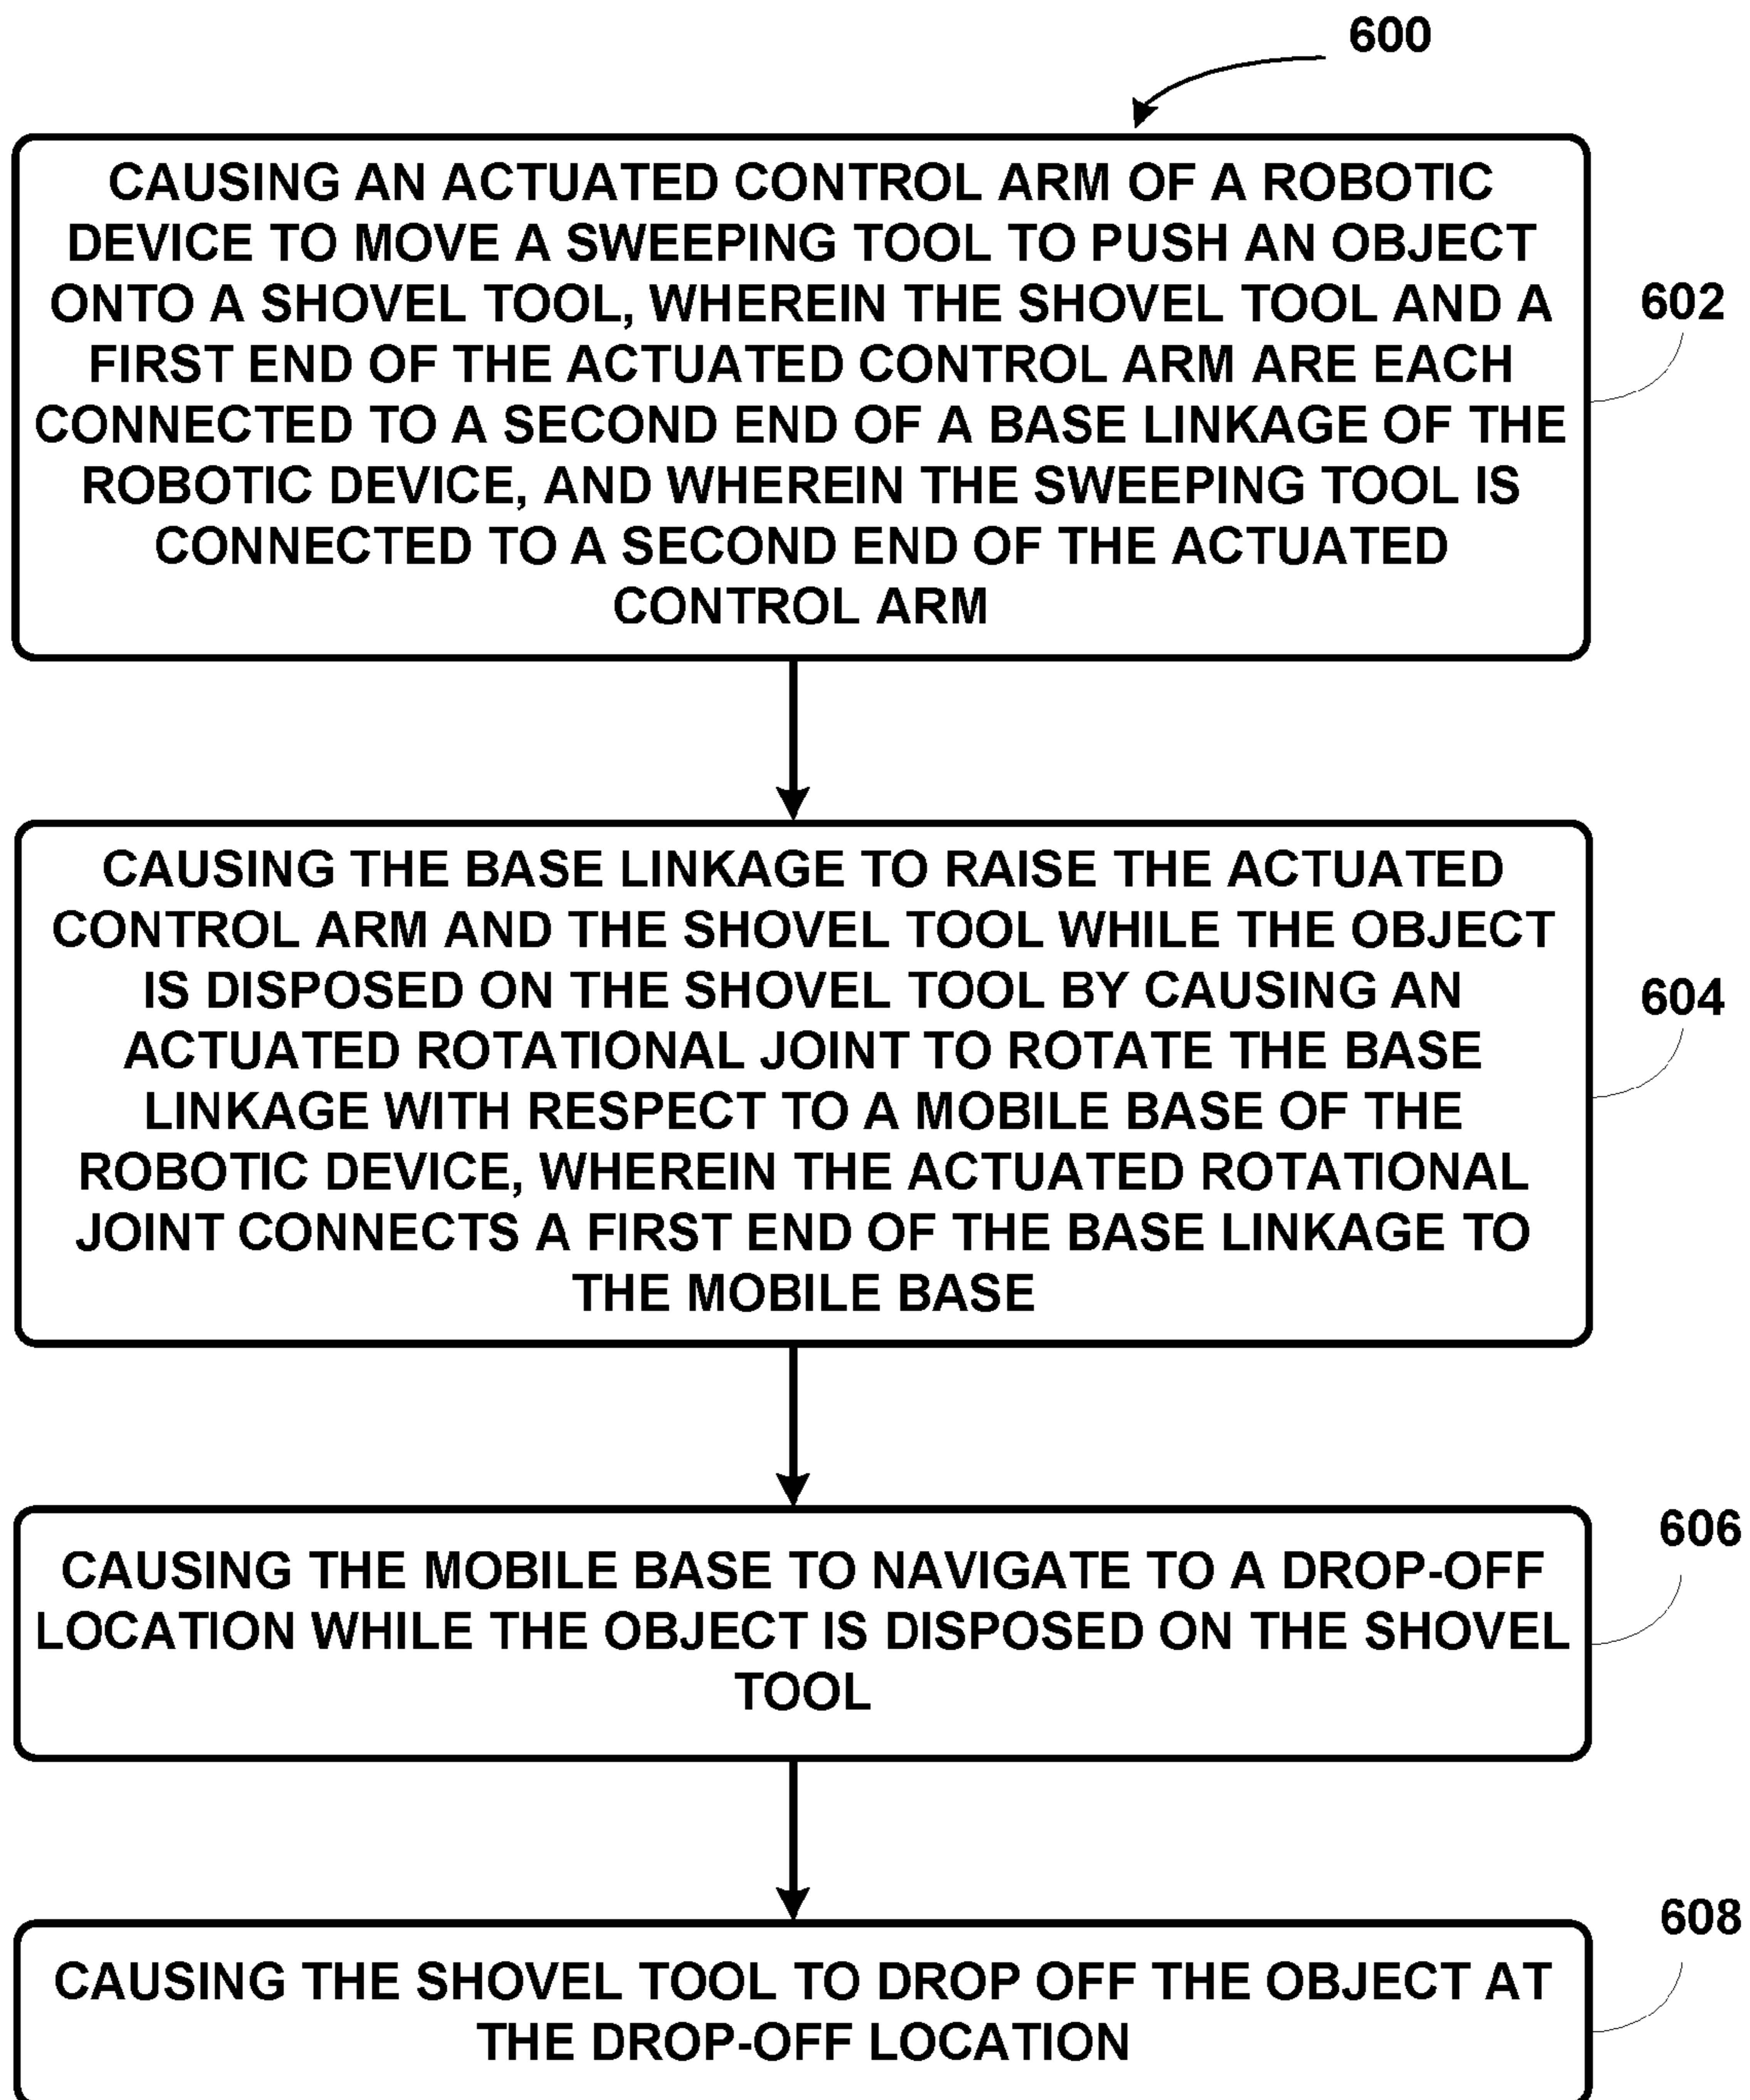 600
CAUSING AN ACTUATED CONTROL ARM OF A ROBOTIC
DEVICE TO MOVE A SWEEPING TOOL TO PUSH AN OBJECT
ONTO A SHOVEL TOOL, WHEREIN THE SHOVEL TOOL AND A
FIRST END OF THE ACTUATED CONTROL ARM ARE EACH
CONNECTED TO A SECOND END OF A BASE LINKAGE OF THE
ROBOTIC DEVICE, AND WHEREIN THE SWEEPING TOOL IS
CONNECTED TO A SECOND END OF THE ACTUATED
CONTROL ARM
602
CAUSING THE BASE LINKAGE TO RAISE THE ACTUATED
CONTROL ARM AND THE SHOVEL TOOL WHILE THE OBJECT
IS DISPOSED ON THE SHOVEL TOOL BY CAUSING AN
ACTUATED ROTATIONAL JOINT TO ROTATE THE BASE
LINKAGE WITH RESPECT TO A MOBILE BASE OF THE
ROBOTIC DEVICE, WHEREIN THE ACTUATED ROTATIONAL
JOINT CONNECTS A FIRST END OF THE BASE LINKAGE TO
THE MOBILE BASE
604
CAUSING THE MOBILE BASE TO NAVIGATE TO A DROP-OFF
LOCATION WHILE THE OBJECT IS DISPOSED ON THE SHOVEL
TOOL
606
CAUSING THE SHOVEL TOOL TO DROP OFF THE OBJECT AT
THE DROP-OFF LOCATION
608